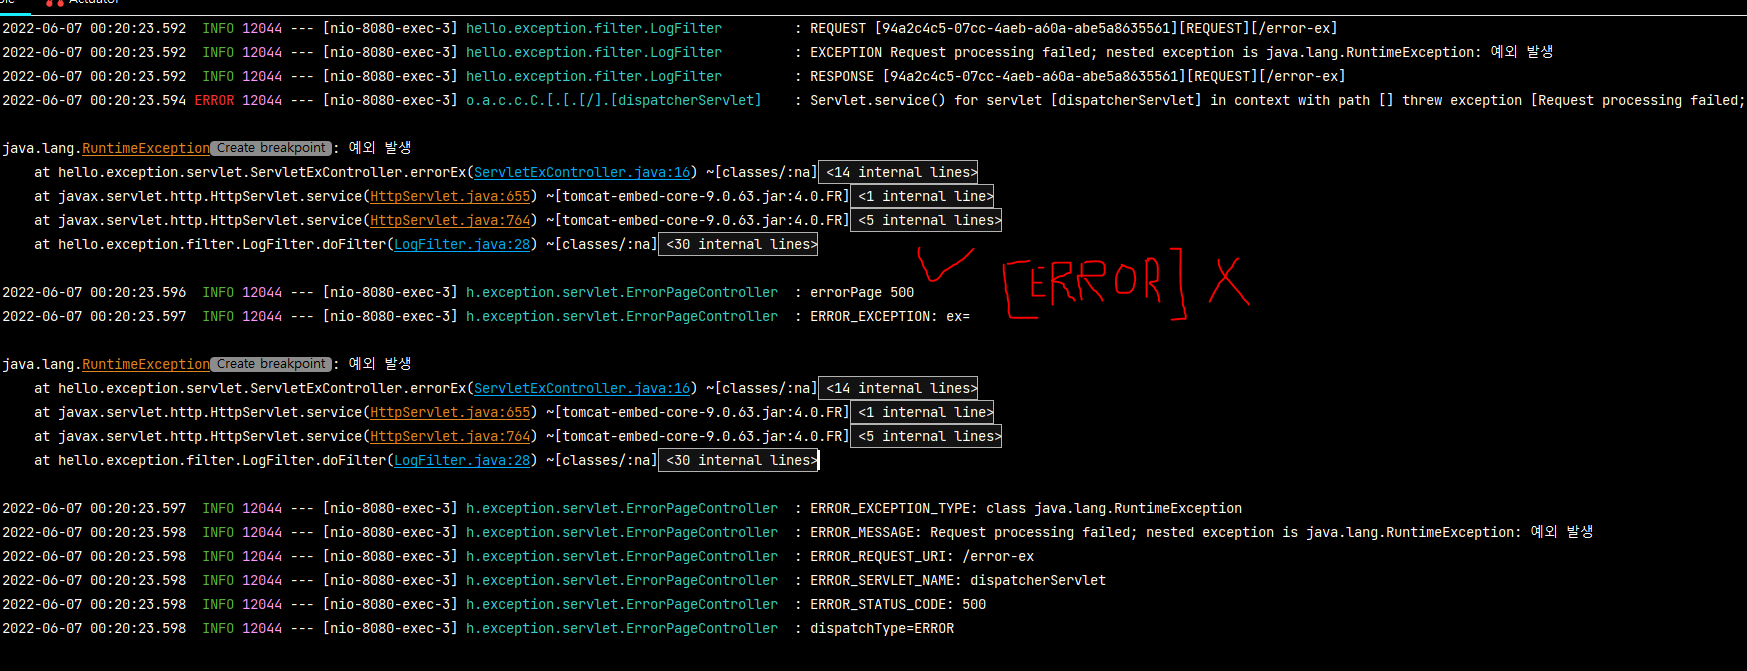 Actuator
2022-06-07 00:20:23.592  INFO 12044 --- [nio-8080-exec-3] hello.exception.filter.LogFilter         : REQUEST [94a2c4c5-07cc-4aeb-a60a-abe5a8635561][REQUEST][/error-ex]
2022-06-07 00:20:23.592  INFO 12044 --- [nio-8080-exec-3] hello.exception.filter.LogFilter         : EXCEPTION Request processing failed; nested exception is java.lang.RuntimeException: 예외 발생
2022-06-07 00:20:23.592  INFO 12044 --- [nio-8080-exec-3] hello.exception.filter.LogFilter         : RESPONSE [94a2c4c5-07cc-4aeb-a60a-abe5a8635561][REQUEST][/error-ex]
2022-06-07 00:20:23.594 ERROR 12044 --- [nio-8080-exec-3] o.a.c.c.C.[.[.[/].[dispatcherServlet]    : Servlet.service() for servlet [dispatcherServlet] in context with path [] threw exception [Request processing failed;
java.lang.RuntimeException Create breakpoint : 예외 발생
at hello.exception.servlet.ServletExController.errorEx(ServletExController.java:16) ~[classes/:na] <14 internal lines>
at javax.servlet.http.HttpServlet.service(HttpServlet.java:655) ~[tomcat-embed-core-9.0.63.jar:4.0.FR] <1 internal line>
at javax.servlet.http.HttpServlet.service(HttpServlet.java:764) ~[tomcat-embed-core-9.0.63.jar:4.0.FR] <5 internal lines>
at hello.exception.filter.LogFilter.doFilter(LogFilter.java:28) ~[classes/:na] <30 internal lines>
[ERROR] X
2022-06-07 00:20:23.596  INFO 12044 --- [nio-8080-exec-3] h.exception.servlet.ErrorPageController  : errorPage 500
2022-06-07 00:20:23.597  INFO 12044 --- [nio-8080-exec-3] h.exception.servlet.ErrorPageController  : ERROR_EXCEPTION: ex=
java.lang.RuntimeException Create breakpoint : 예외 발생
at hello.exception.servlet.ServletExController.errorEx(ServletExController.java:16) ~[classes/:na] <14 internal lines>
at javax.servlet.http.HttpServlet.service(HttpServlet.java:655) ~[tomcat-embed-core-9.0.63.jar:4.0.FR] <1 internal line>
at javax.servlet.http.HttpServlet.service(HttpServlet.java:764) ~[tomcat-embed-core-9.0.63.jar:4.0.FR] <5 internal lines>
at hello.exception.filter.LogFilter.doFilter(LogFilter.java:28) ~[classes/:na] <30 internal lines>
2022-06-07 00:20:23.597  INFO 12044 --- [nio-8080-exec-3] h.exception.servlet.ErrorPageController  : ERROR_EXCEPTION_TYPE: class java.lang.RuntimeException
2022-06-07 00:20:23.598  INFO 12044 --- [nio-8080-exec-3] h.exception.servlet.ErrorPageController  : ERROR_MESSAGE: Request processing failed; nested exception is java.lang.RuntimeException: 예외 발생
2022-06-07 00:20:23.598  INFO 12044 --- [nio-8080-exec-3] h.exception.servlet.ErrorPageController  : ERROR_REQUEST_URI: /error-ex
2022-06-07 00:20:23.598  INFO 12044 --- [nio-8080-exec-3] h.exception.servlet.ErrorPageController  : ERROR_SERVLET_NAME: dispatcherServlet
2022-06-07 00:20:23.598  INFO 12044 --- [nio-8080-exec-3] h.exception.servlet.ErrorPageController  : ERROR_STATUS_CODE: 500
2022-06-07 00:20:23.598  INFO 12044 --- [nio-8080-exec-3] h.exception.servlet.ErrorPageController  : dispatchType=ERROR